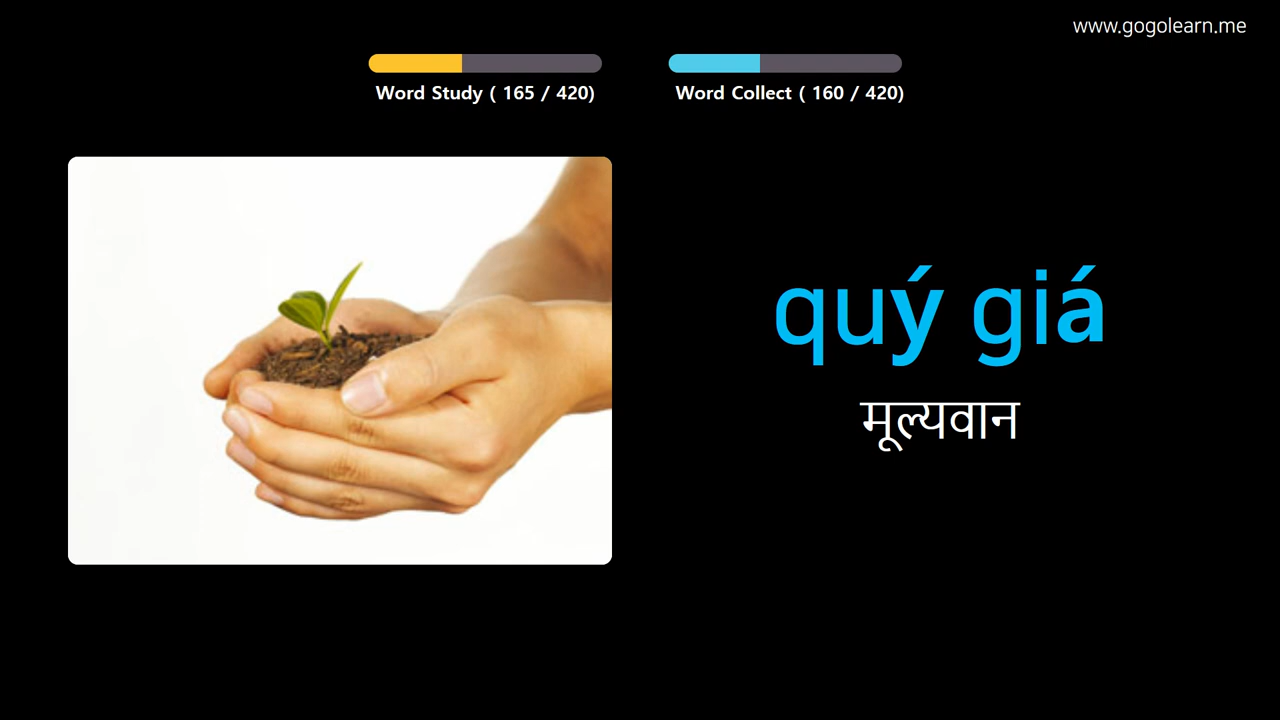 www.gogolearn.me
Word Study ( 165 / 420)
Word Collect ( 160 / 420)
quý giá
मूल्यवान